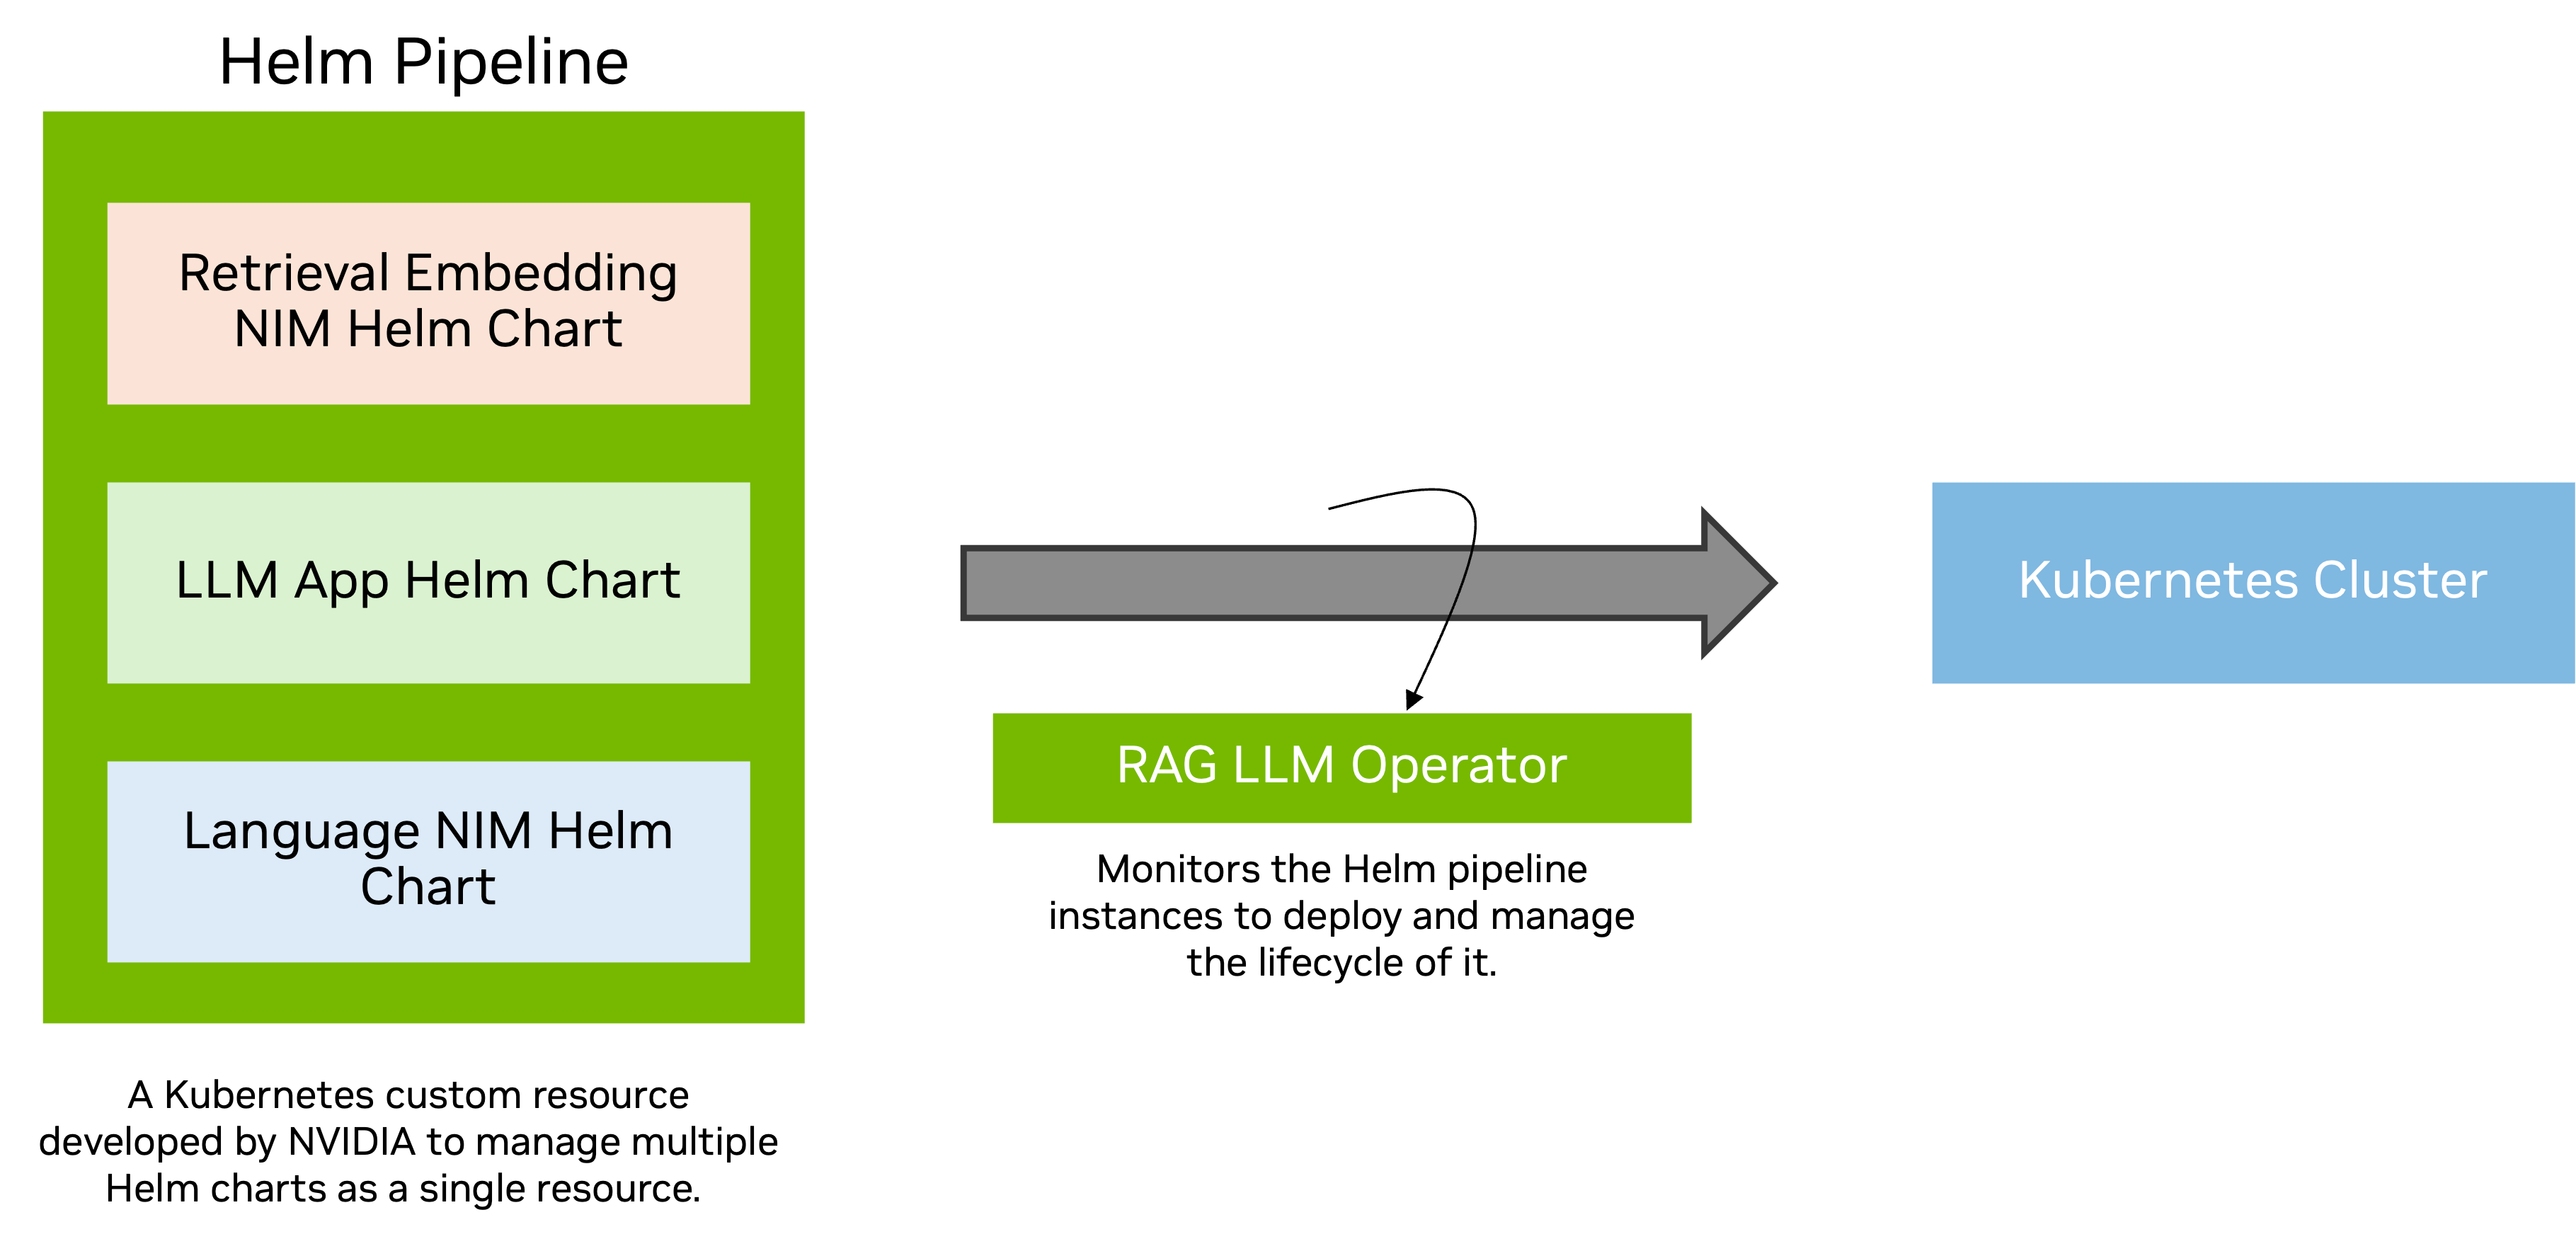 Helm Pipeline
Retrieval Embedding
NIM Helm Chart
LLM App Helm Chart
Language NIM Helm
Chart
A Kubernetes custom resource
developed by NVIDIA to manage multiple
Helm charts as a single resource.
RAG LLM Operator
Monitors the Helm pipeline
instances to deploy and manage
the lifecycle of it.
Kubernetes Cluster